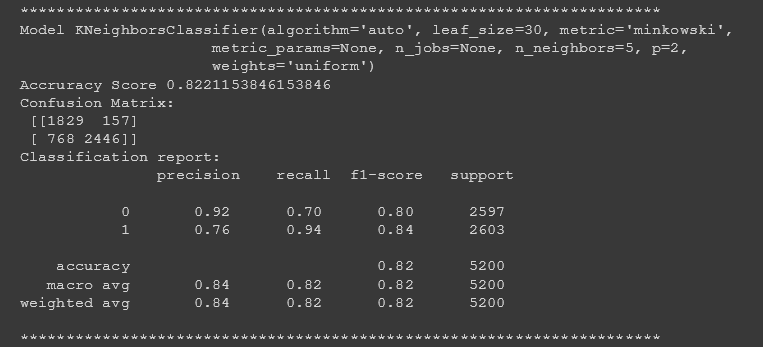 **********************************************************************
Model KNeighborsClassifier(algorithm='auto', leaf_size=30, metric='minkowski',
metric_params=None, n_jobs=None, n_neighbors=5, p=2,
weights='uniform')
Accruracy Score 0.8221153846153846
Confusion Matrix:
[[1829  157]
[ 768 2446]]
Classification report:
precision    recall  f1-score   support
0       0.92      0.70      0.80      2597
1       0.76      0.94      0.84      2603
accuracy                           0.82      5200
macro avg       0.84      0.82      0.82      5200
weighted avg       0.84      0.82      0.82      5200
**********************************************************************